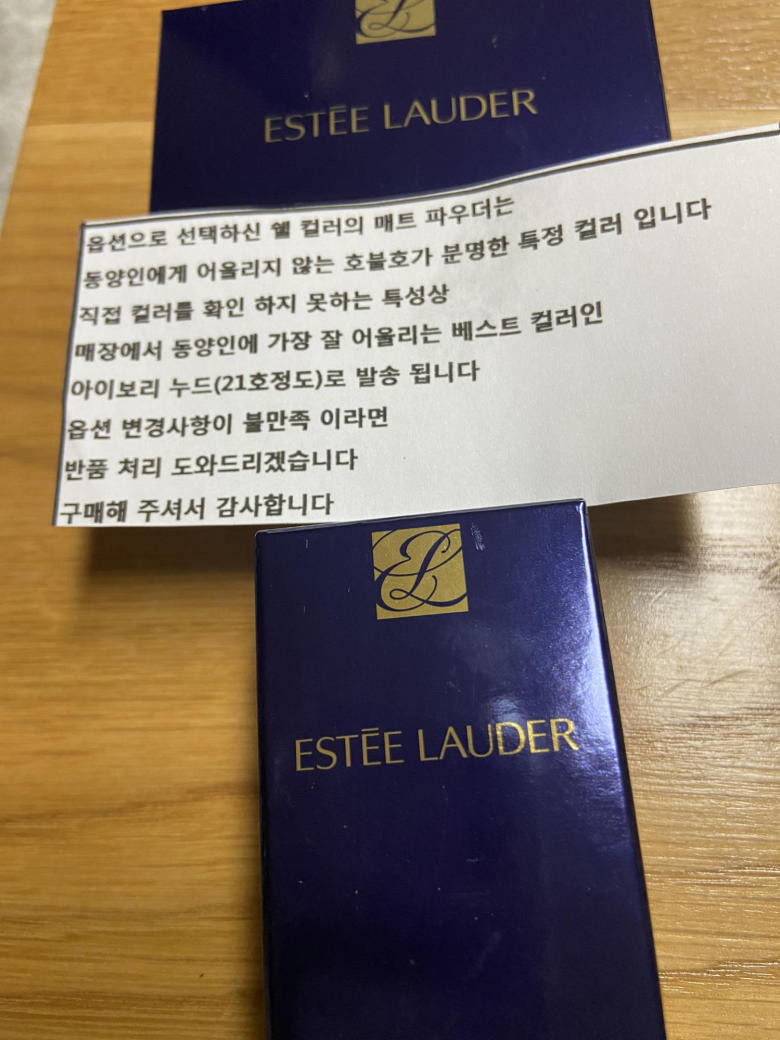 ESTĒE LAUDER
옵션으로 선택하신 쉘 컬러의 매트 파우더는
동양인에게 어울리지 않는 호불호가 분명한 특정 컬러 입니다
직접 컬러를 확인 하지 못하는 특성상
매장에서 동양인에 가장 잘 어울리는 베스트 컬러인
아이보리 누드(21호정도)로 발송 됩니다
옵션 변경사항이 불만족 이라면
반품 처리 도와드리겠습니다
구매해 주셔서 감사합니다
ESTĒE LAUDER